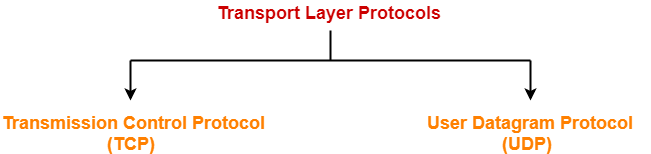 Transport Layer Protocols
Transmission Control Protocol
(TCP)
User Datagram Protocol
(UDP)